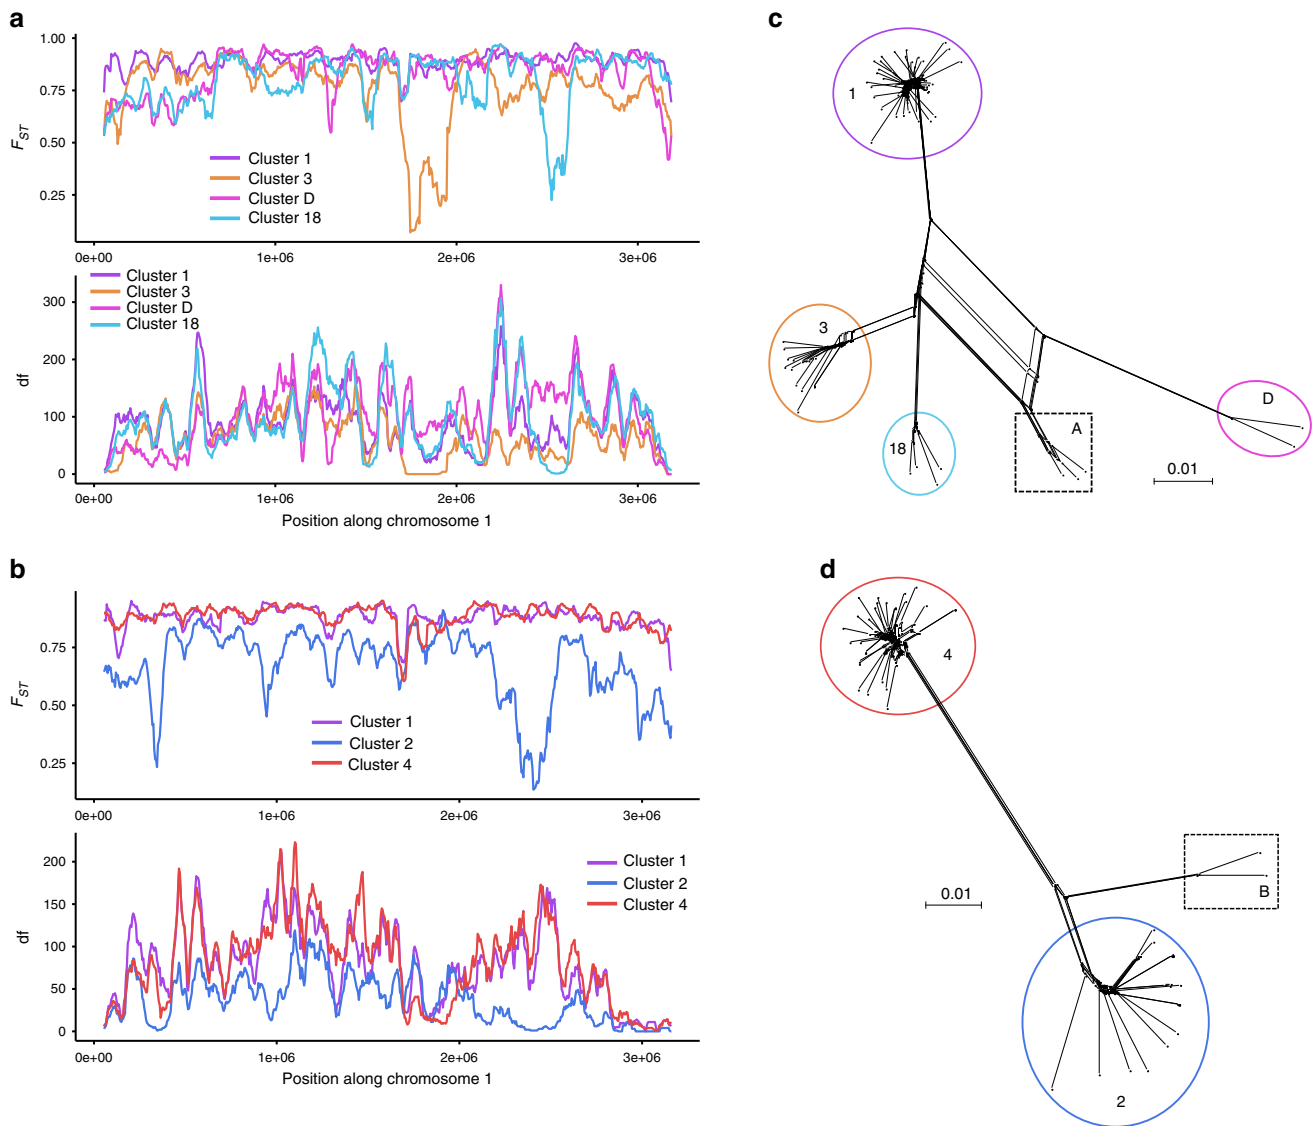 a
1.00
0.75
0.50
0.25
F_ST
Cluster 1
Cluster 3
Cluster D
Cluster 18
0e+00 1e+06 2e+06 3e+06
Cluster 1
Cluster 3
Cluster D
Cluster 18
300
200
100
0
df
0e+00 1e+06 2e+06 3e+06
Position along chromosome 1
b
0.75
0.50
0.25
F_ST
Cluster 1
Cluster 2
Cluster 4
0e+00 1e+06 2e+06 3e+06
200
150
100
50
0
df
Cluster 1
Cluster 2
Cluster 4
0e+00 1e+06 2e+06 3e+06
Position along chromosome 1
c
1
3
18
A
D
0.01
d
4
0.01
B
2